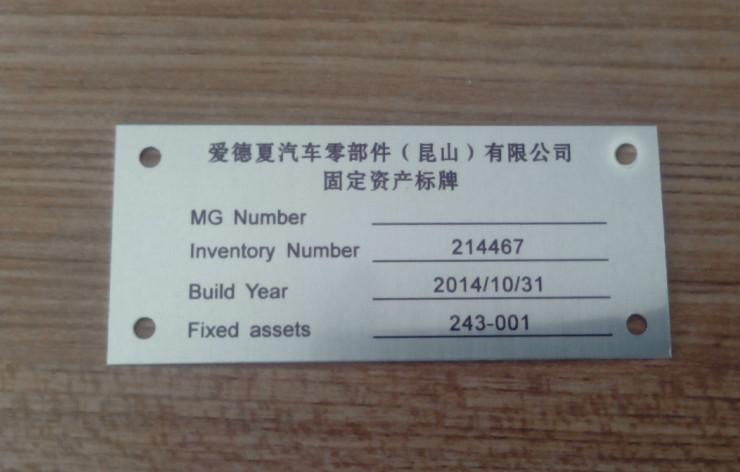 爱德夏汽车零部件（昆山）有限公司
固定资产标牌
MG Number
Inventory Number 214467
Build Year 2014/10/31
Fixed assets 243-001